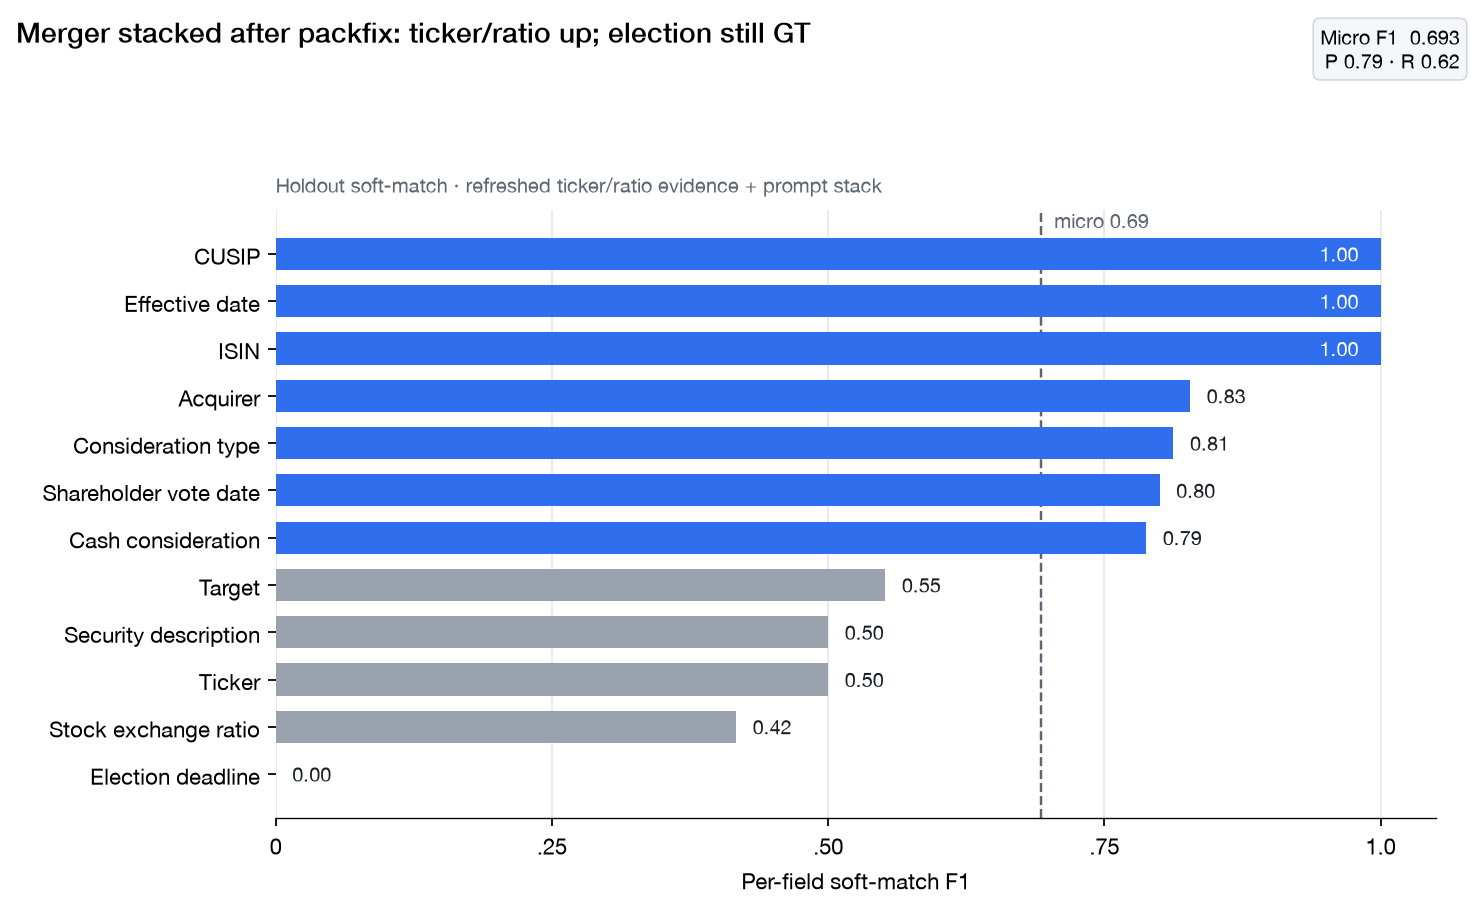 Merger stacked after packfix: ticker/ratio up; election still GT
Micro F1 0.693
P 0.79 · R 0.62
Holdout soft-match · refreshed ticker/ratio evidence + prompt stack
micro 0.69
CUSIP 1.00
Effective date 1.00
ISIN 1.00
Acquirer 0.83
Consideration type 0.81
Shareholder vote date 0.80
Cash consideration 0.79
Target 0.55
Security description 0.50
Ticker 0.50
Stock exchange ratio 0.42
Election deadline 0.00
0 .25 .50 .75 1.0
Per-field soft-match F1